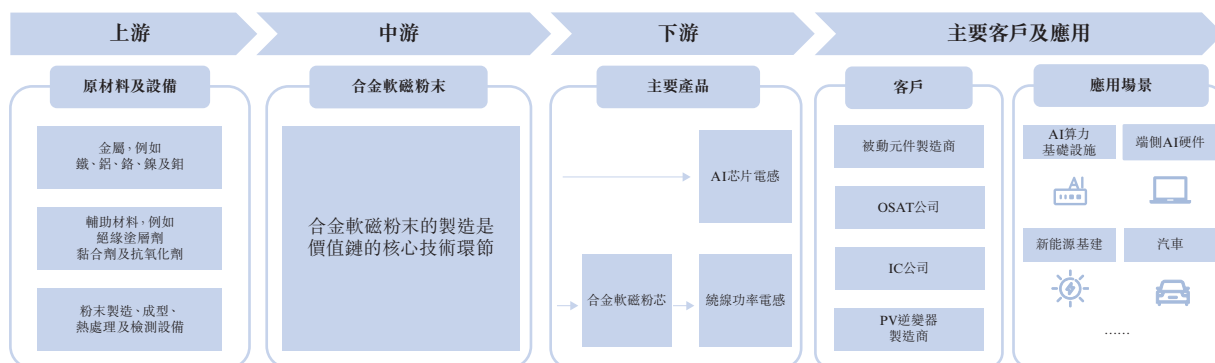 上游
中游
下游
主要客戶及應用
原材料及設備
金屬，例如
鐵、鋁、鉻、鎳及鉬
輔助材料，例如
絕緣塗層劑
黏合劑及抗氧化劑
粉末製造、成型、
熱處理及檢測設備
合金軟磁粉末
合金軟磁粉末的製造是
價值鏈的核心技術環節
主要產品
AI芯片電感
合金軟磁粉芯
繞線功率電感
客戶
被動元件製造商
OSAT公司
IC公司
PV逆變器
製造商
應用場景
AI算力
基礎設施
端側AI硬件
AI
新能源基建
汽車
……